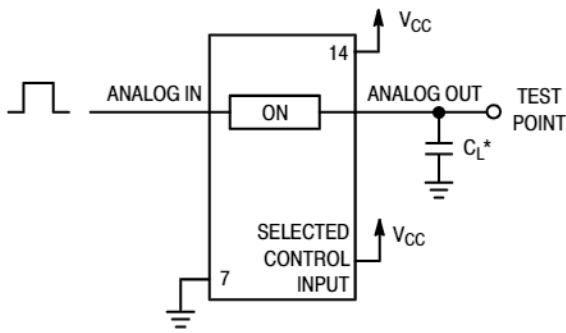 14
VCC
ANALOG IN
ON
ANALOG OUT
TEST
POINT
CL*
SELECTED
CONTROL
INPUT
VCC
7